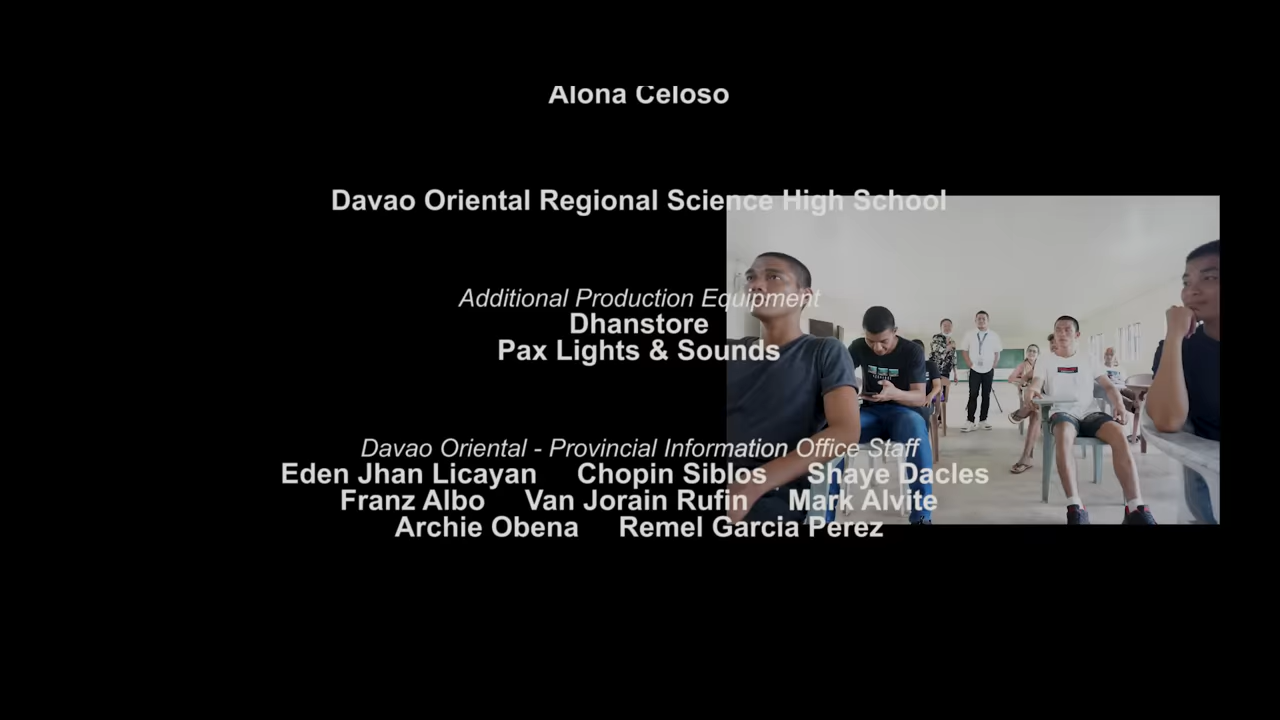 Alona Celoso
Davao Oriental Regional Science High School
Additional Production Equipment
Dhanstore
Pax Lights & Sounds
Davao Oriental - Provincial Information Office Staff
Eden Jhan Licayan Chopin Siblos Shaye Dacles
Franz Albo Van Jorain Rufin Mark Alvite
Archie Obena Remel Garcia Perez